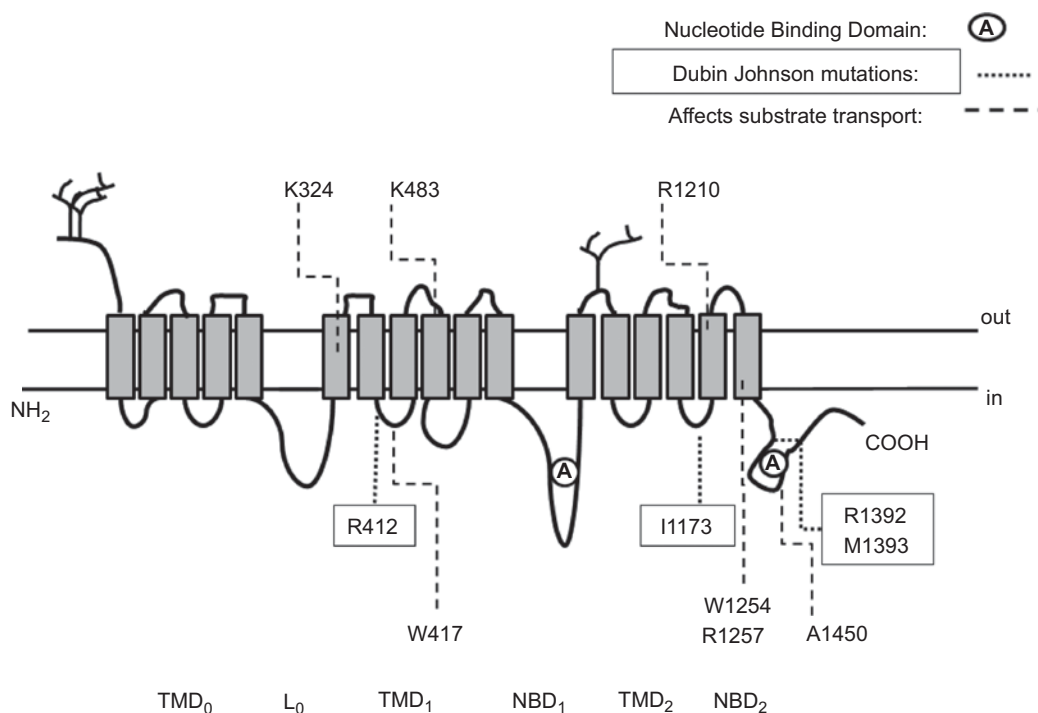 Nucleotide Binding Domain: A
Dubin Johnson mutations:
Affects substrate transport:
K324 K483 R1210
out
in
NH₂
COOH
A A
R412 I1173 R1392
M1393
W417 W1254 A1450
R1257
TMD₀ L₀ TMD₁ NBD₁ TMD₂ NBD₂